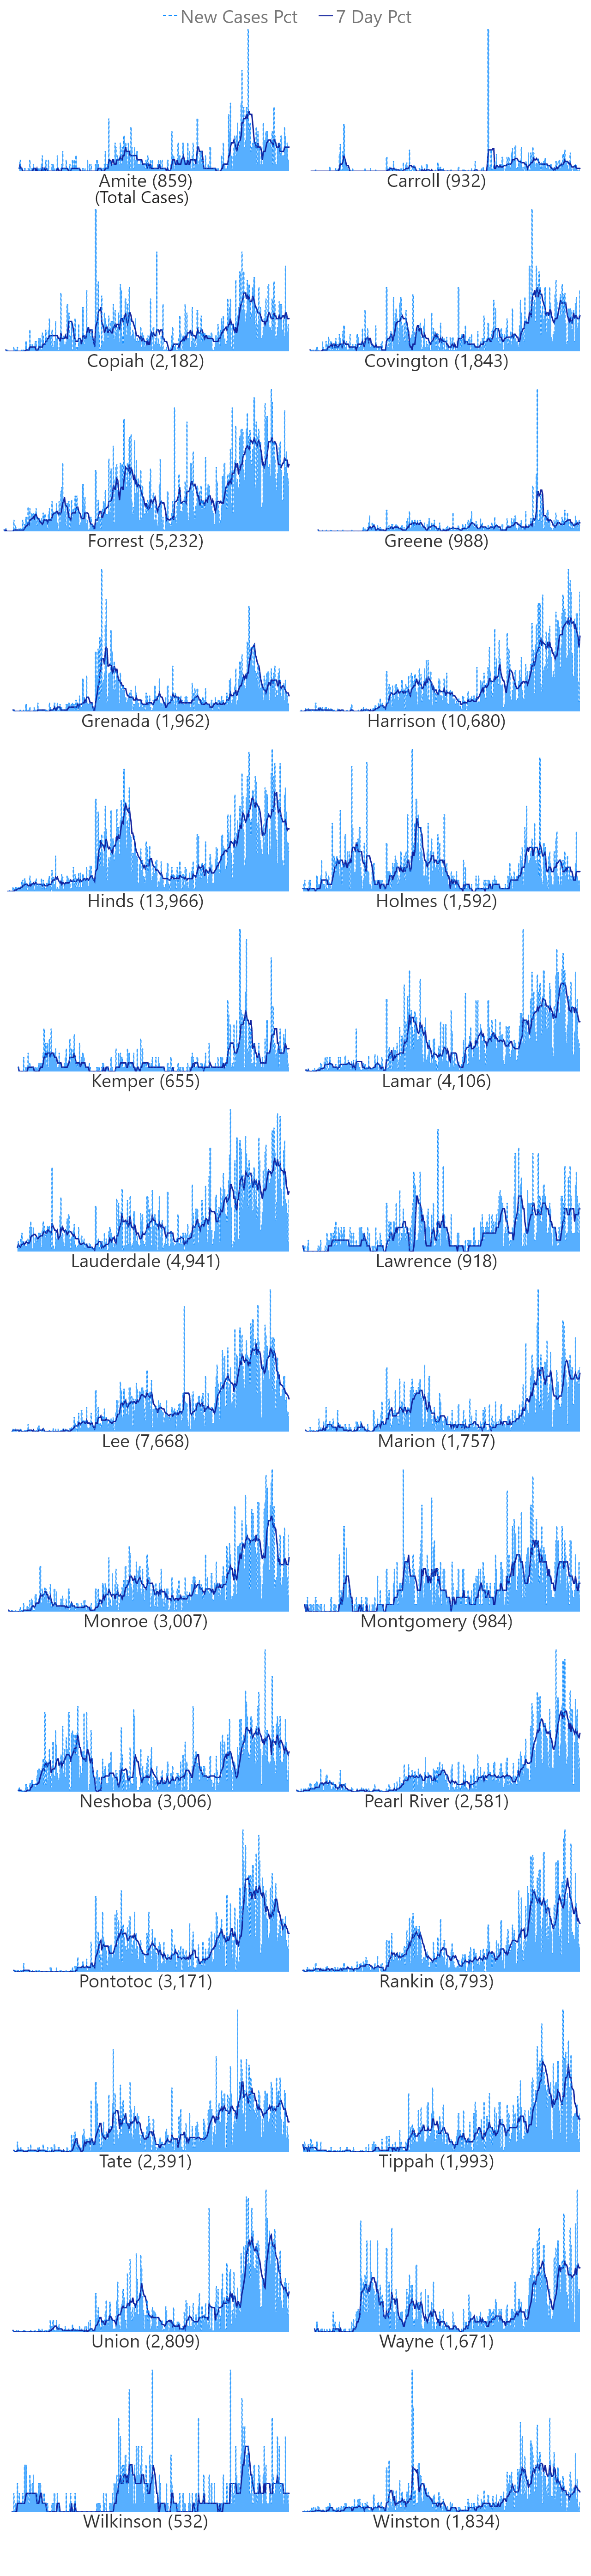 New Cases Pct 7 Day Pct
Amite (859) Carroll (932)
(Total Cases)
Copiah (2,182) Covington (1,843)
Forrest (5,232) Greene (988)
Grenada (1,962) Harrison (10,680)
Hinds (13,966) Holmes (1,592)
Kemper (655) Lamar (4,106)
Lauderdale (4,941) Lawrence (918)
Lee (7,668) Marion (1,757)
Monroe (3,007) Montgomery (984)
Neshoba (3,006) Pearl River (2,581)
Pontotoc (3,171) Rankin (8,793)
Tate (2,391) Tippah (1,993)
Union (2,809) Wayne (1,671)
Wilkinson (532) Winston (1,834)